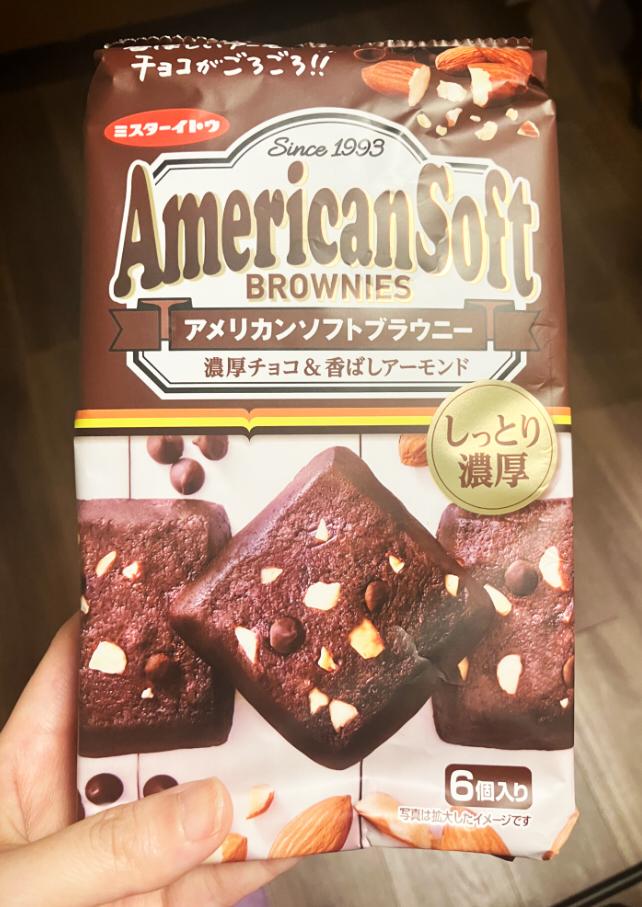 チョコがごろごろ!!
ミスターイトウ
Since 1993
AmericanSoft
BROWNIES
アメリカンソフトブラウニー
濃厚チョコ&香ばしアーモンド
しっとり
濃厚
6個入り
写真は拡大したイメージです